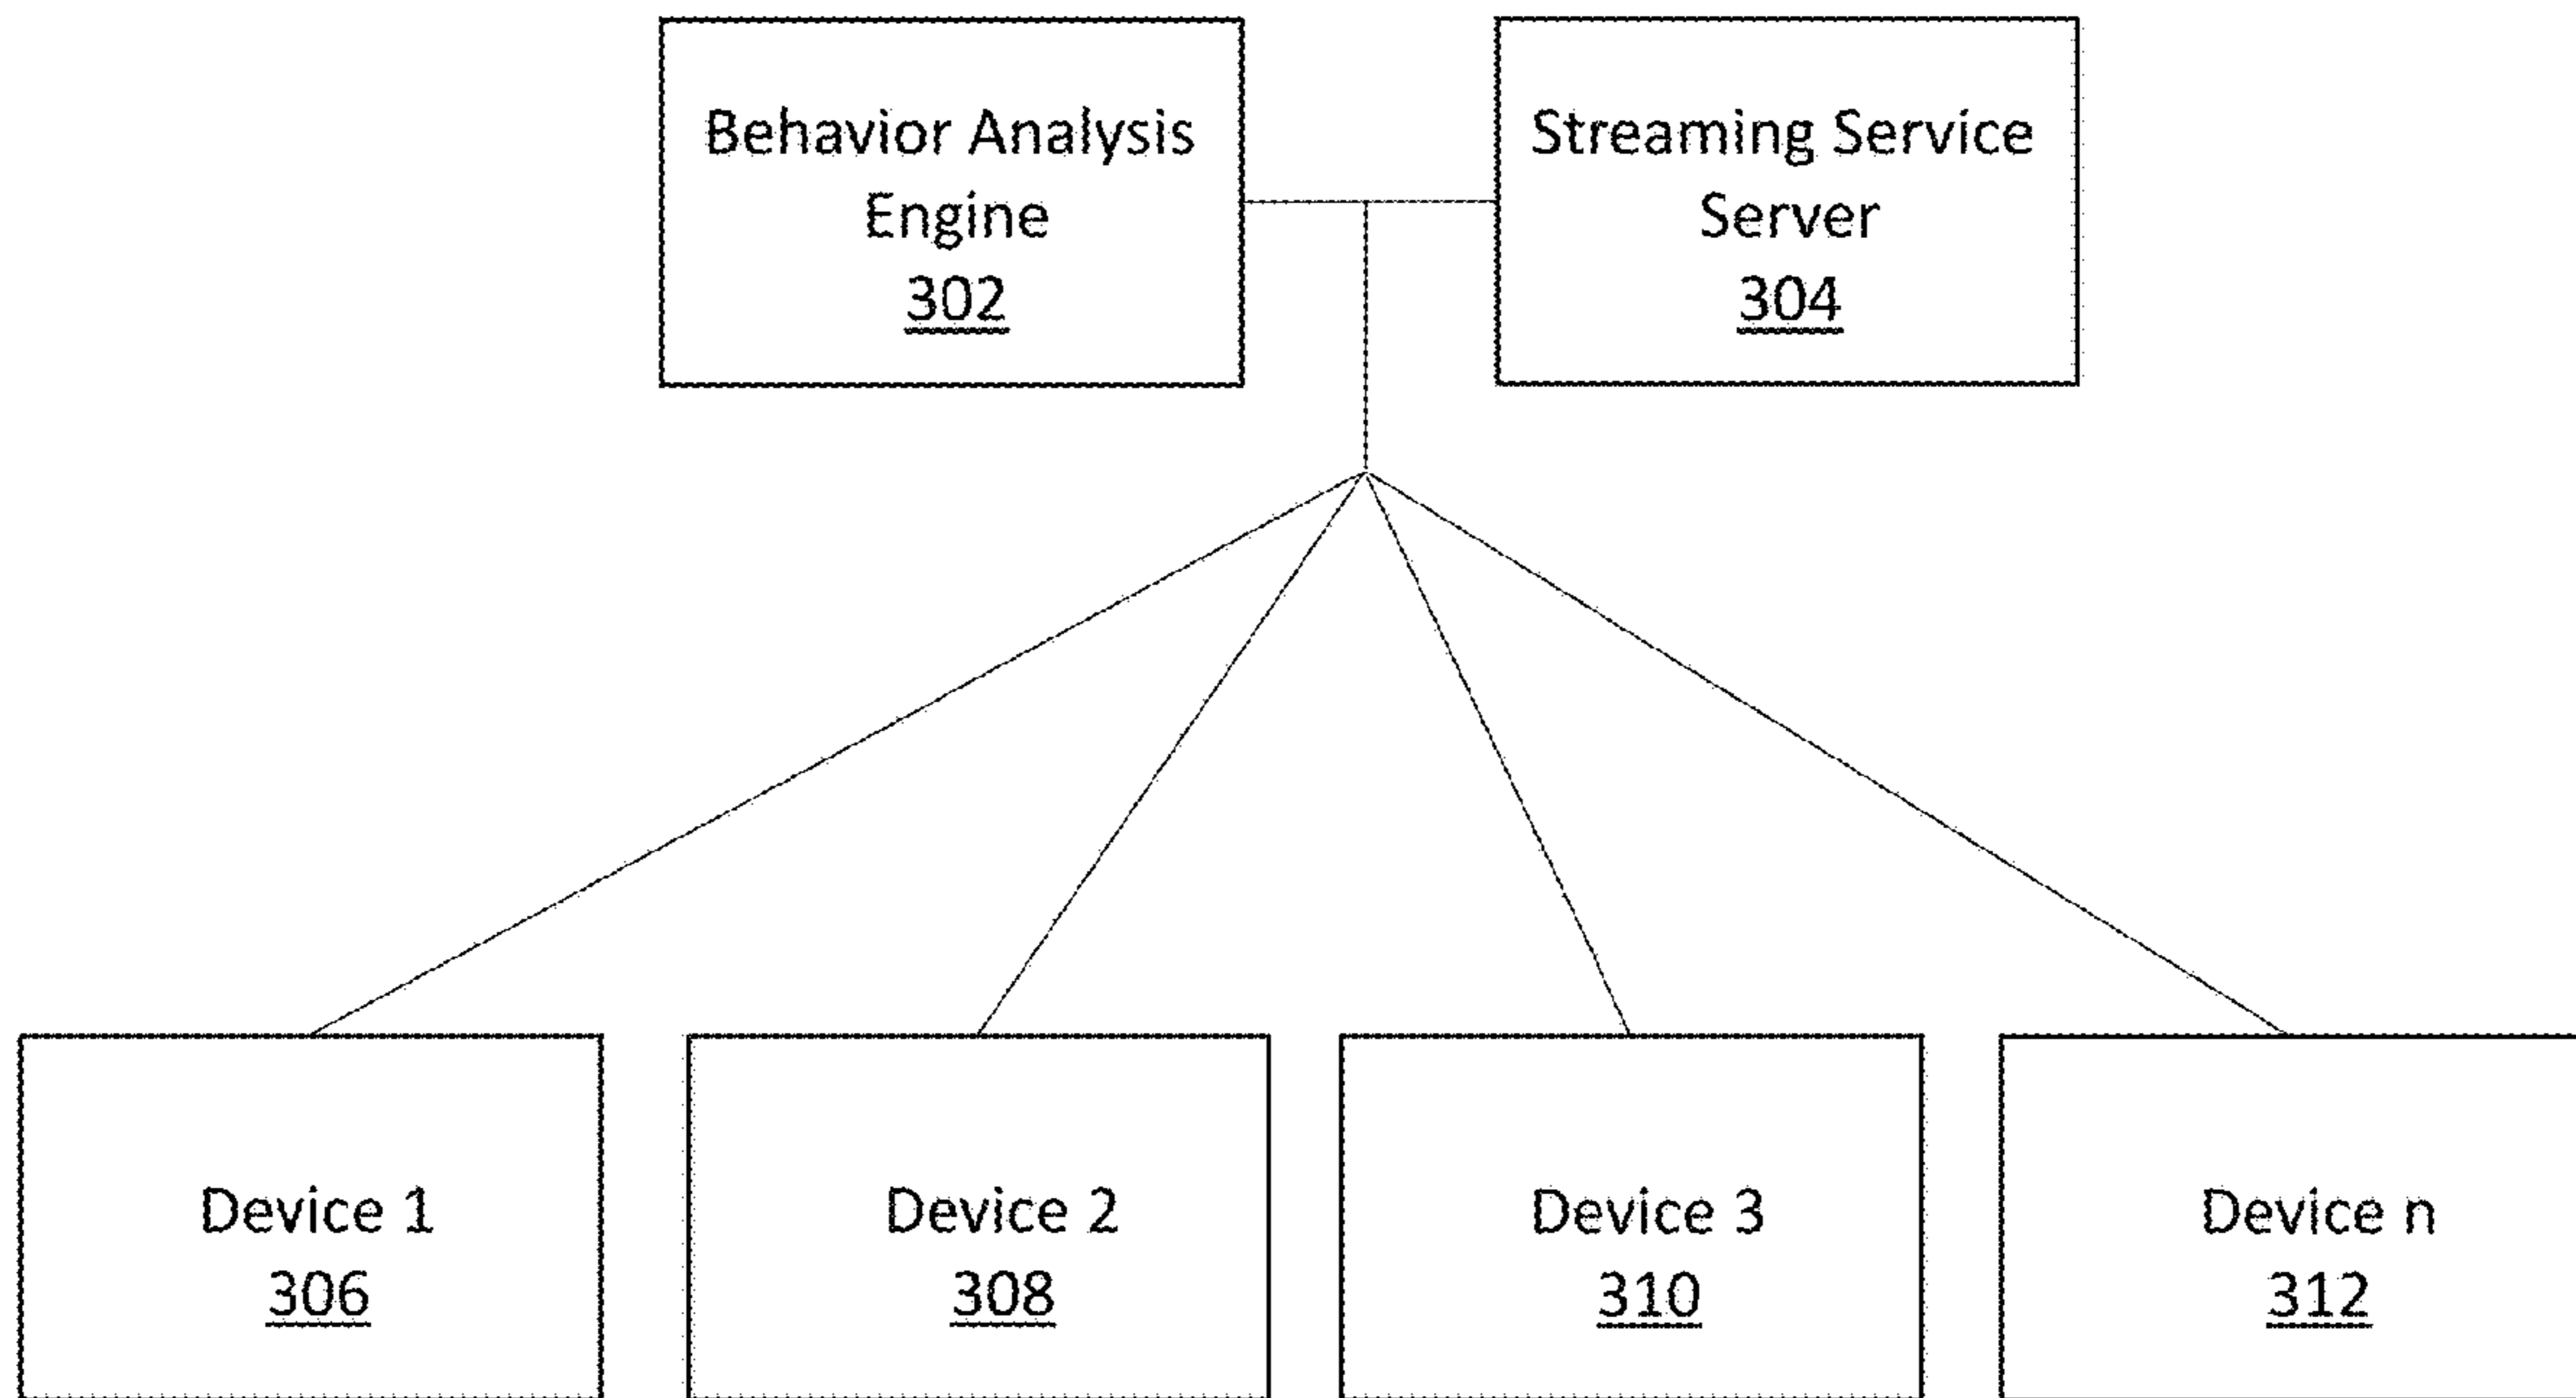 Behavior Analysis
Engine
302
Streaming Service
Server
304
Device 1
306
Device 2
308
Device 3
310
Device n
312